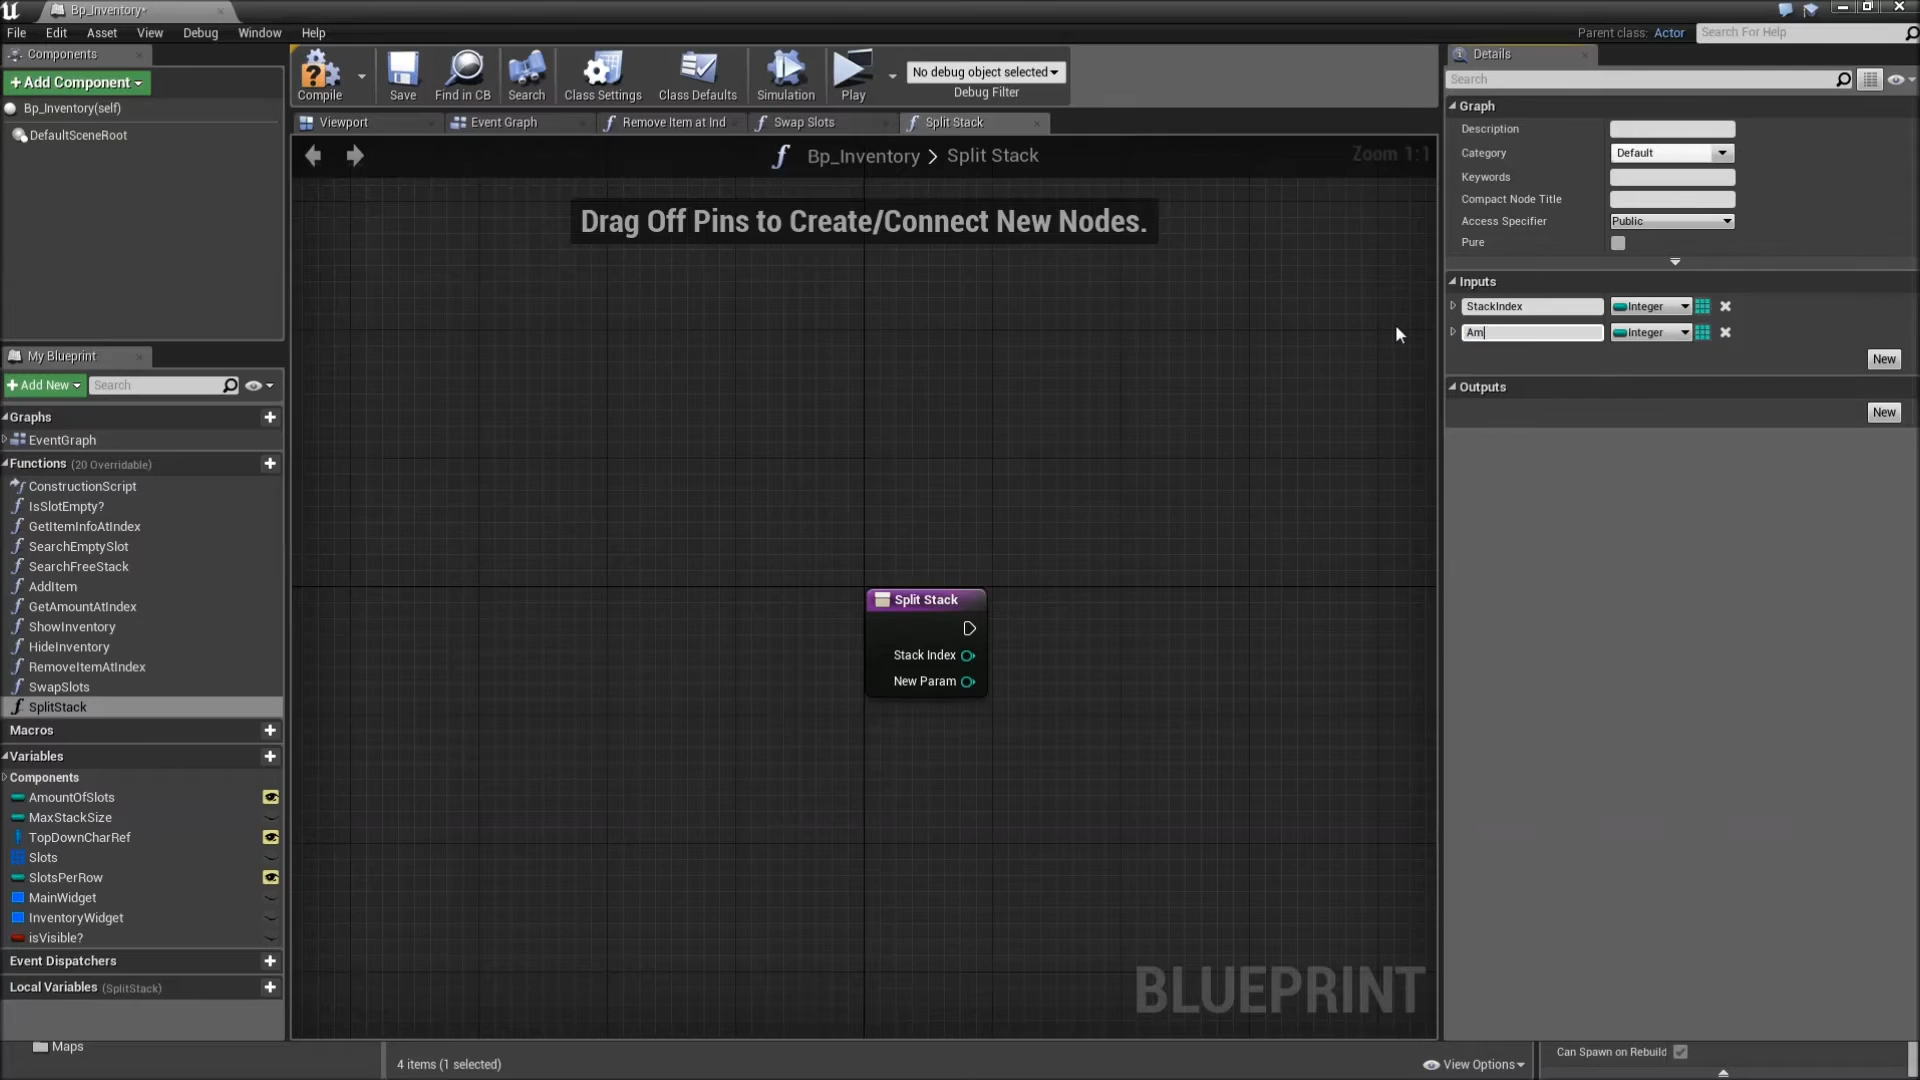 Bp_Inventory*
File Edit Asset View Debug Window Help
Parent class: Actor
Search For Help
Components
+Add Component
Bp_Inventory(self)
DefaultSceneRoot
Compile Save Find in CB Search Class Settings Class Defaults Simulation Play
No debug object selected
Debug Filter
Viewport Event Graph Remove Item at Ind Swap Slots Split Stack
Bp_Inventory > Split Stack
Zoom 1:1
Drag Off Pins to Create/Connect New Nodes.
Split Stack
Stack Index
New Param
BLUEPRINT
My Blueprint
+Add New Search
Graphs
EventGraph
Functions (20 Overridable)
ConstructionScript
IsSlotEmpty?
GetItemInfoAtIndex
SearchEmptySlot
SearchFreeStack
AddItem
GetAmountAtIndex
ShowInventory
HideInventory
RemoveItemAtIndex
SwapSlots
SplitStack
Macros
Variables
Components
AmountOfSlots
MaxStackSize
TopDownCharRef
Slots
SlotsPerRow
MainWidget
InventoryWidget
isVisible?
Event Dispatchers
Local Variables (SplitStack)
Maps
4 items (1 selected)
View Options
Details
Search
Graph
Description
Category Default
Keywords
Compact Node Title
Access Specifier Public
Pure
Inputs
StackIndex Integer
Am Integer
New
Outputs
New
Can Spawn on Rebuild